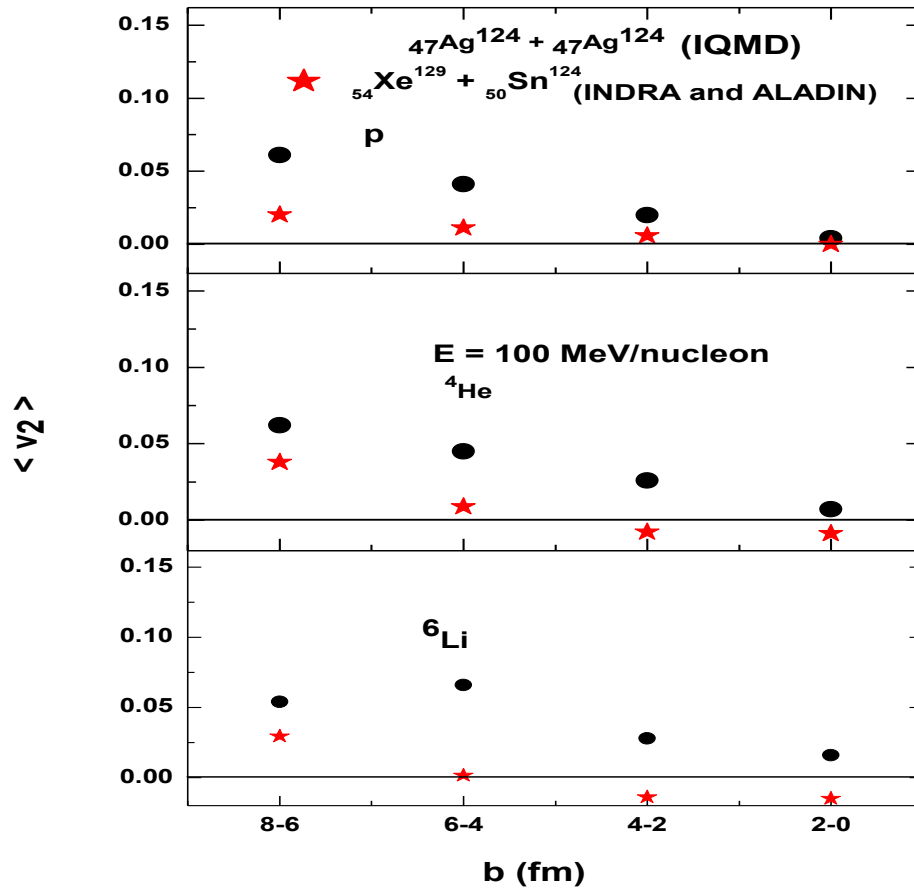 0.15
47Ag124 + 47Ag124 (IQMD)
54Xe129 + 50Sn124 (INDRA and ALADIN)
0.10
p
0.05
0.00
0.15
E = 100 MeV/nucleon
0.10
4He
0.05
0.00
< v2 >
0.15
0.10
6Li
0.05
0.00
8-6 6-4 4-2 2-0
b (fm)